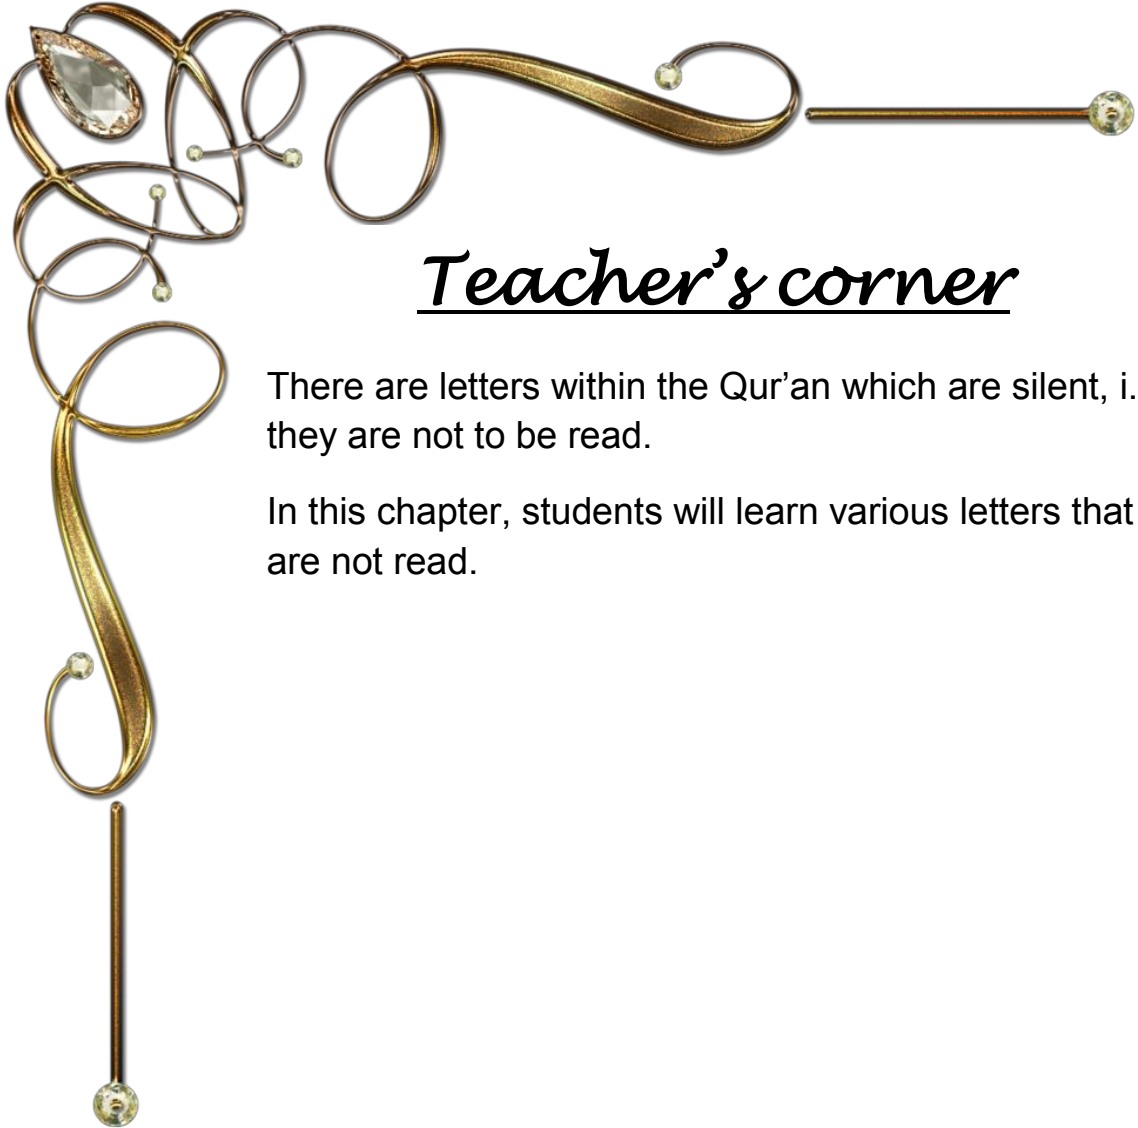 Teacher’s corner
There are letters within the Qur’an which are silent, i.
they are not to be read.
In this chapter, students will learn various letters that
are not read.